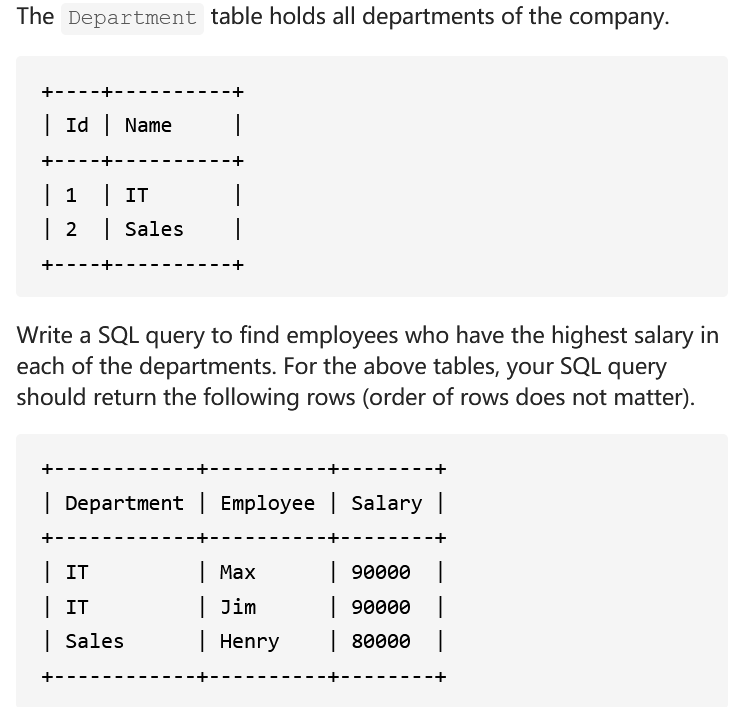 The Department table holds all departments of the company.
+----+----------+
| Id | Name     |
+----+----------+
| 1  | IT       |
| 2  | Sales    |
+----+----------+
Write a SQL query to find employees who have the highest salary in
each of the departments. For the above tables, your SQL query
should return the following rows (order of rows does not matter).
+------------+----------+--------+
| Department | Employee | Salary |
+------------+----------+--------+
| IT         | Max      | 90000  |
| IT         | Jim      | 90000  |
| Sales      | Henry    | 80000  |
+------------+----------+--------+